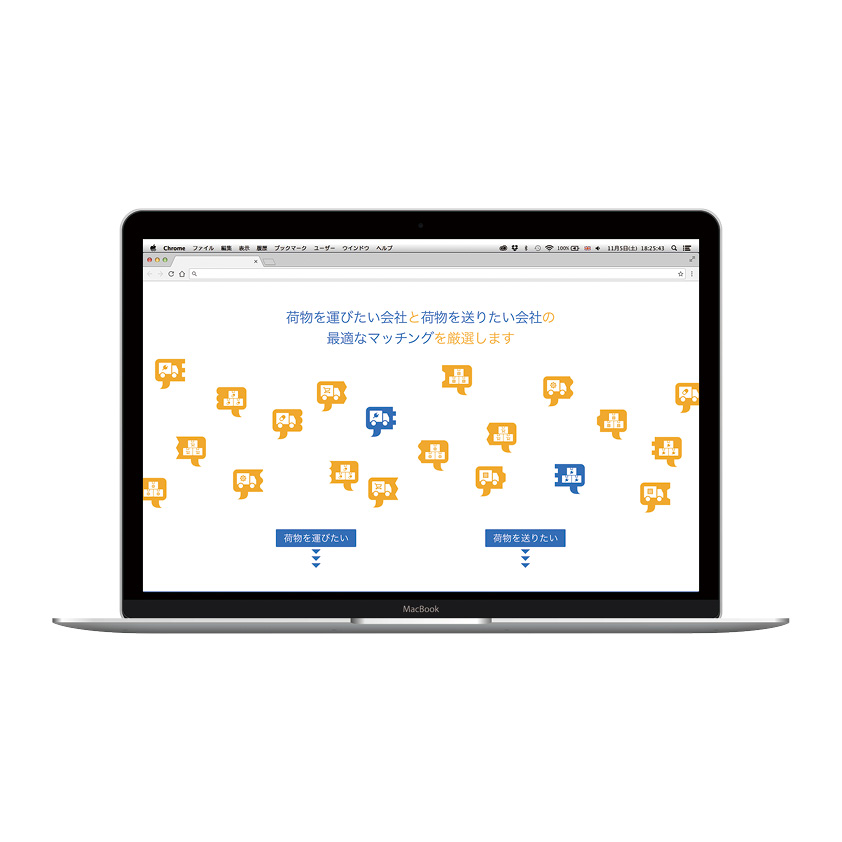 Chrome ファイル 編集 表示 履歴 ブックマーク ユーザー ウインドウ ヘルプ 100% 11月5日(土) 18:25:43
荷物を運びたい会社と荷物を送りたい会社の
最適なマッチングを厳選します
荷物を運びたい 荷物を送りたい
MacBook